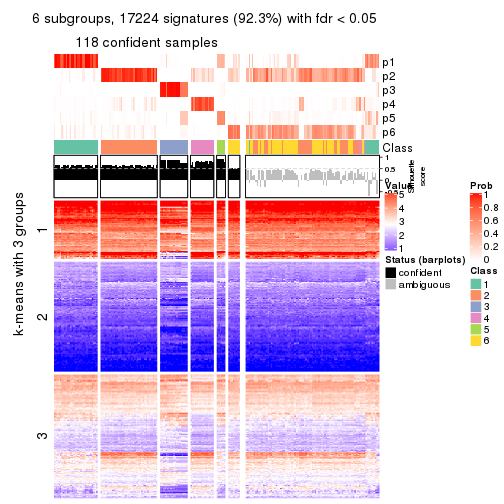 6 subgroups, 17224 signatures (92.3%) with fdr < 0.05
118 confident samples
p1
p2
p3
p4
p5
p6
Class
1
0.5
0
-0.5
Silhouette
score
k-means with 3 groups
1
2
3
Value
5
4
3
2
1
Status (barplots)
confident
ambiguous
Prob
1
0.8
0.6
0.4
0.2
0
Class
1
2
3
4
5
6